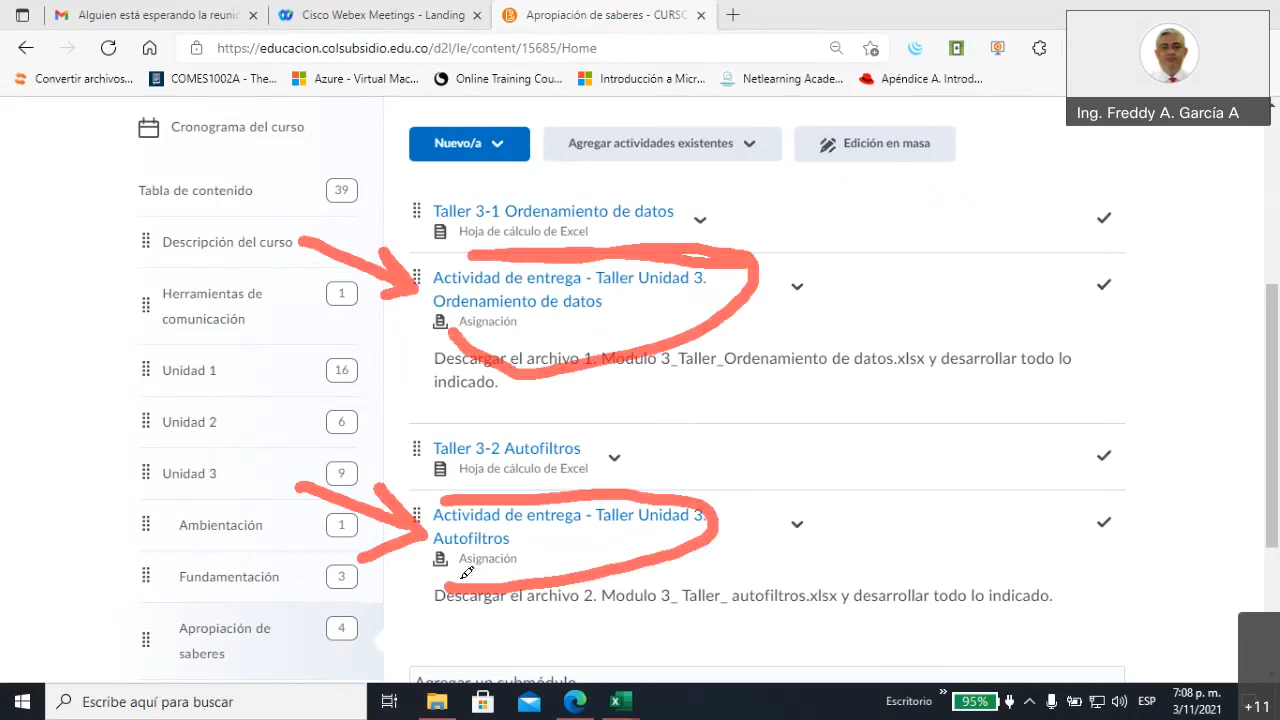 Alguien está esperando la reunid
Cisco Webex Meetings - Landing
Apropiación de saberes - CURSO
https://educacion.colsubsidio.edu.co/d2l/le/content/15685/Home
Convertir archivos...
COMES1002A - The...
Azure - Virtual Mac...
Online Training Cou...
Introducción a Micr...
Netlearning Acade...
Apéndice A. Introd...
Ing. Freddy A. García A
Cronograma del curso
Tabla de contenido 39
Descripción del curso
Herramientas de 1
comunicación
Unidad 1 16
Unidad 2 6
Unidad 3 9
Ambientación 1
Fundamentación 3
Apropiación de 4
saberes
Nuevo/a
Agregar actividades existentes
Edición en masa
Taller 3-1 Ordenamiento de datos
Hoja de cálculo de Excel
Actividad de entrega - Taller Unidad 3.
Ordenamiento de datos
Asignación
Descargar el archivo 1. Modulo 3_Taller_Ordenamiento de datos.xlsx y desarrollar todo lo
indicado.
Taller 3-2 Autofiltros
Hoja de cálculo de Excel
Actividad de entrega - Taller Unidad 3.
Autofiltros
Asignación
Descargar el archivo 2. Modulo 3_ Taller_ autofiltros.xlsx y desarrollar todo lo indicado.
Agregar un submódulo
Escribe aquí para buscar
Escritorio
95%
ESP
7:08 p. m.
3/11/2021
+11